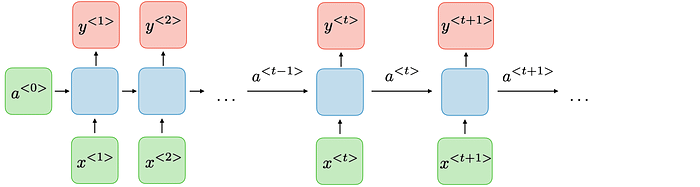 y<1> y<2> y<t> y<t+1>
a<0> ... a<t−1> a<t> a<t+1> ...
x<1> x<2> x<t> x<t+1>